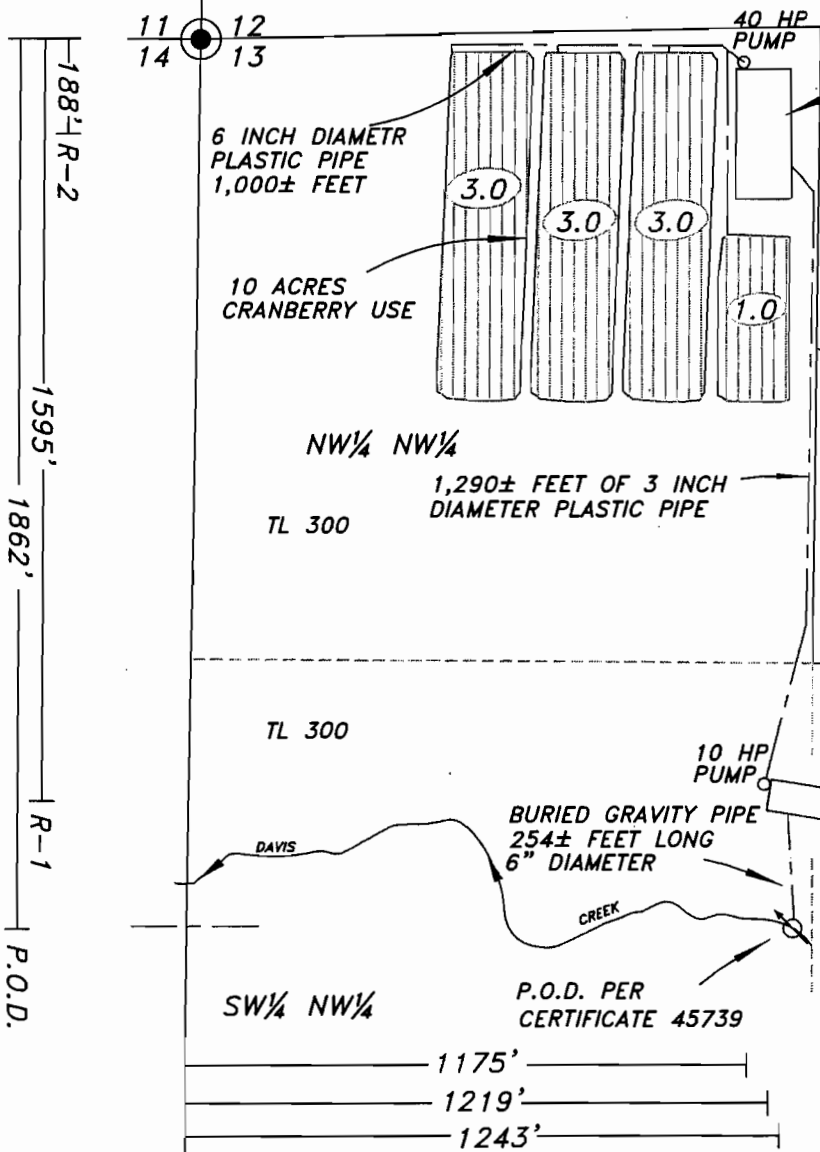 11 12
14 13
40 HP
PUMP
188' R-2
6 INCH DIAMETR
PLASTIC PIPE
1,000± FEET
3.0
3.0
3.0
10 ACRES
CRANBERRY USE
1.0
NW¼ NW¼
1,290± FEET OF 3 INCH
DIAMETER PLASTIC PIPE
1595'
1862'
TL 300
TL 300
10 HP
PUMP
BURIED GRAVITY PIPE
254± FEET LONG
6" DIAMETER
R-1
DAVIS
CREEK
P.O.D.
SW¼ NW¼
P.O.D. PER
CERTIFICATE 45739
1175'
1219'
1243'